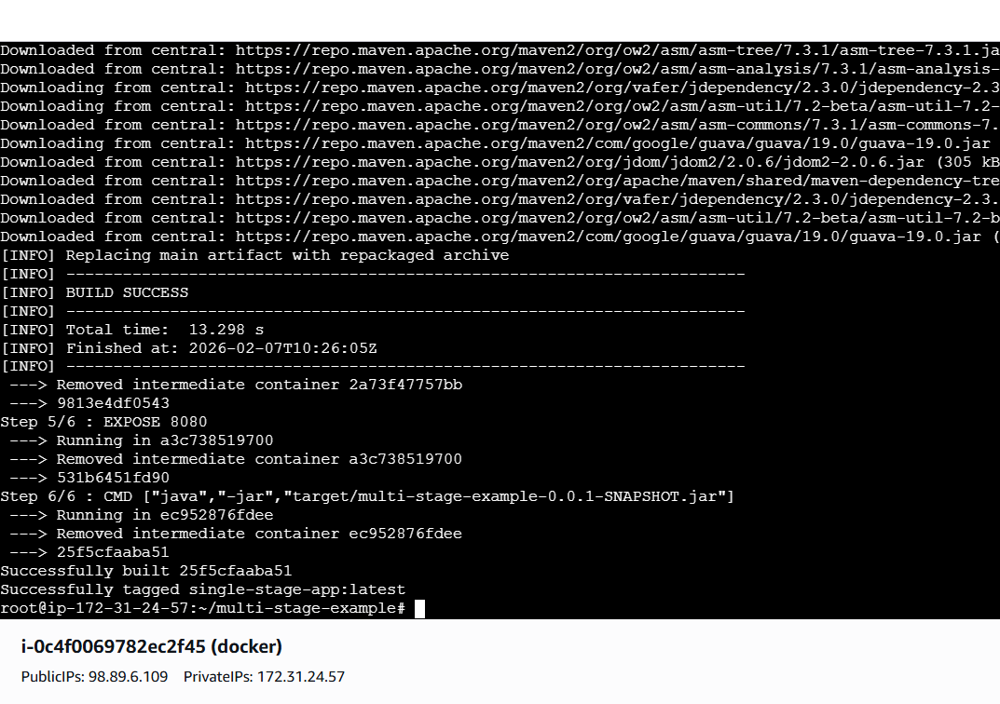 Downloaded from central: https://repo.maven.apache.org/maven2/org/ow2/asm/asm-tree/7.3.1/asm-tree-7.3.1.ja
Downloaded from central: https://repo.maven.apache.org/maven2/org/ow2/asm/asm-analysis/7.3.1/asm-analysis-
Downloading from central: https://repo.maven.apache.org/maven2/org/vafer/jdependency/2.3.0/jdependency-2.3
Downloading from central: https://repo.maven.apache.org/maven2/org/ow2/asm/asm-util/7.2-beta/asm-util-7.2-
Downloaded from central: https://repo.maven.apache.org/maven2/org/ow2/asm/asm-commons/7.3.1/asm-commons-7.
Downloading from central: https://repo.maven.apache.org/maven2/com/google/guava/guava/19.0/guava-19.0.jar
Downloaded from central: https://repo.maven.apache.org/maven2/org/jdom/jdom2/2.0.6/jdom2-2.0.6.jar (305 kB
Downloaded from central: https://repo.maven.apache.org/maven2/org/apache/maven/shared/maven-dependency-tre
Downloaded from central: https://repo.maven.apache.org/maven2/org/vafer/jdependency/2.3.0/jdependency-2.3.
Downloaded from central: https://repo.maven.apache.org/maven2/org/ow2/asm/asm-util/7.2-beta/asm-util-7.2-b
Downloaded from central: https://repo.maven.apache.org/maven2/com/google/guava/guava/19.0/guava-19.0.jar (
[INFO] Replacing main artifact with repackaged archive
[INFO] ------------------------------------------------------------------------
[INFO] BUILD SUCCESS
[INFO] ------------------------------------------------------------------------
[INFO] Total time:  13.298 s
[INFO] Finished at: 2026-02-07T10:26:05Z
[INFO] ------------------------------------------------------------------------
 ---> Removed intermediate container 2a73f47757bb
 ---> 9813e4df0543
Step 5/6 : EXPOSE 8080
 ---> Running in a3c738519700
 ---> Removed intermediate container a3c738519700
 ---> 531b6451fd90
Step 6/6 : CMD ["java","-jar","target/multi-stage-example-0.0.1-SNAPSHOT.jar"]
 ---> Running in ec952876fdee
 ---> Removed intermediate container ec952876fdee
 ---> 25f5cfaaba51
Successfully built 25f5cfaaba51
Successfully tagged single-stage-app:latest
root@ip-172-31-24-57:~/multi-stage-example#
i-0c4f0069782ec2f45 (docker)
PublicIPs: 98.89.6.109    PrivateIPs: 172.31.24.57